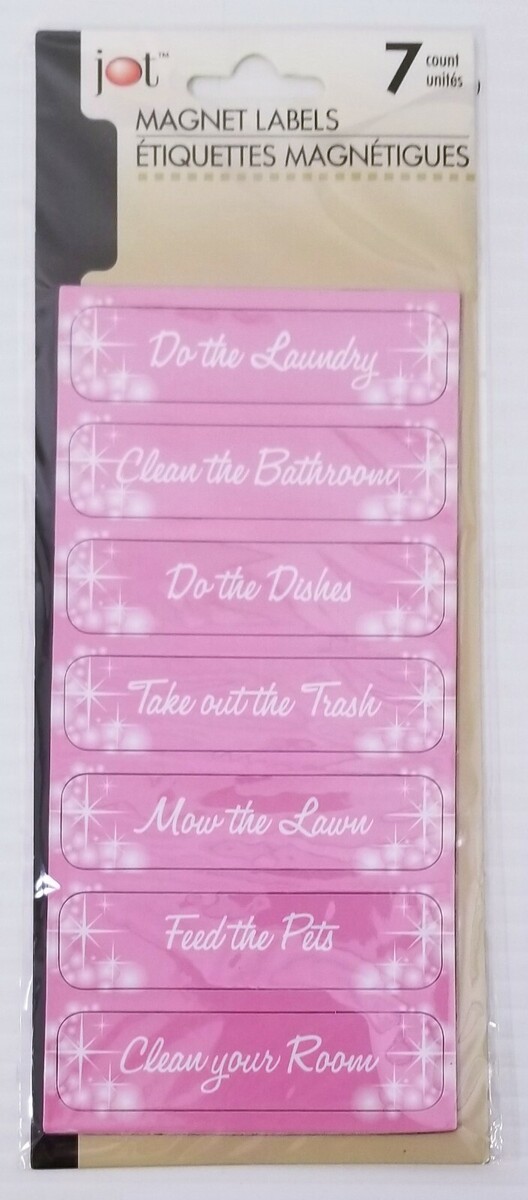 jot™
7 count
unités
MAGNET LABELS
ÉTIQUETTES MAGNÉTIGUES
Do the Laundry
Clean the Bathroom
Do the Dishes
Take out the Trash
Mow the Lawn
Feed the Pets
Clean your Room